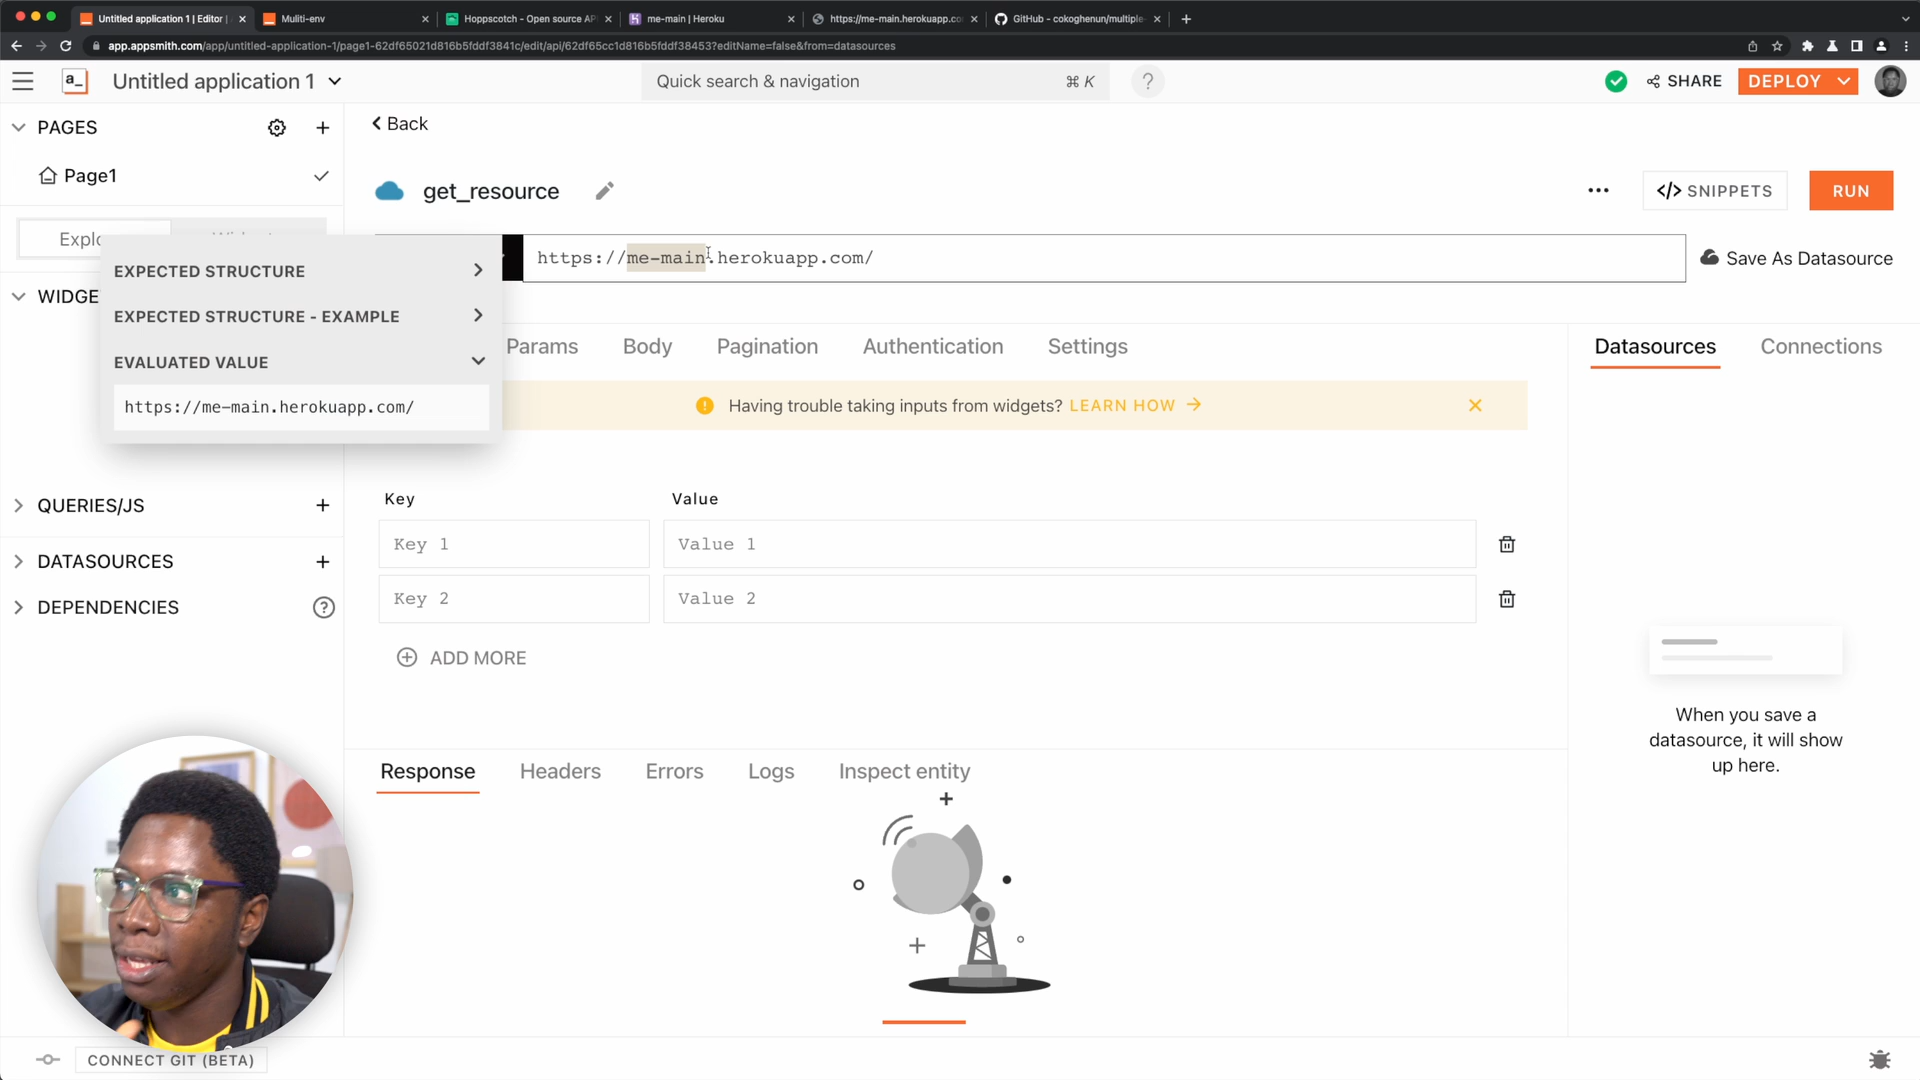 Untitled application 1 | Editor |
Muliti-env
Hoppscotch - Open source AP
me-main | Heroku
https://me-main.herokuapp.co
GitHub - cokoghenun/multiple-
app.appsmith.com/app/untitled-application-1/page1-62df65021d816b5fddf3841c/edit/api/62df65cc1d816b5fddf38453?editName=false&from=datasources
a_
Untitled application 1
Quick search & navigation
⌘ K
?
SHARE
DEPLOY
PAGES
+
Back
Page1
get_resource
</> SNIPPETS
RUN
Explo
https://me-main.herokuapp.com/
Save As Datasource
EXPECTED STRUCTURE
WIDGE
EXPECTED STRUCTURE - EXAMPLE
EVALUATED VALUE
https://me-main.herokuapp.com/
Params
Body
Pagination
Authentication
Settings
Datasources
Connections
Having trouble taking inputs from widgets? LEARN HOW
Key
Value
QUERIES/JS
+
Key 1
Value 1
DATASOURCES
+
Key 2
Value 2
DEPENDENCIES
?
ADD MORE
When you save a
datasource, it will show
up here.
Response
Headers
Errors
Logs
Inspect entity
CONNECT GIT (BETA)